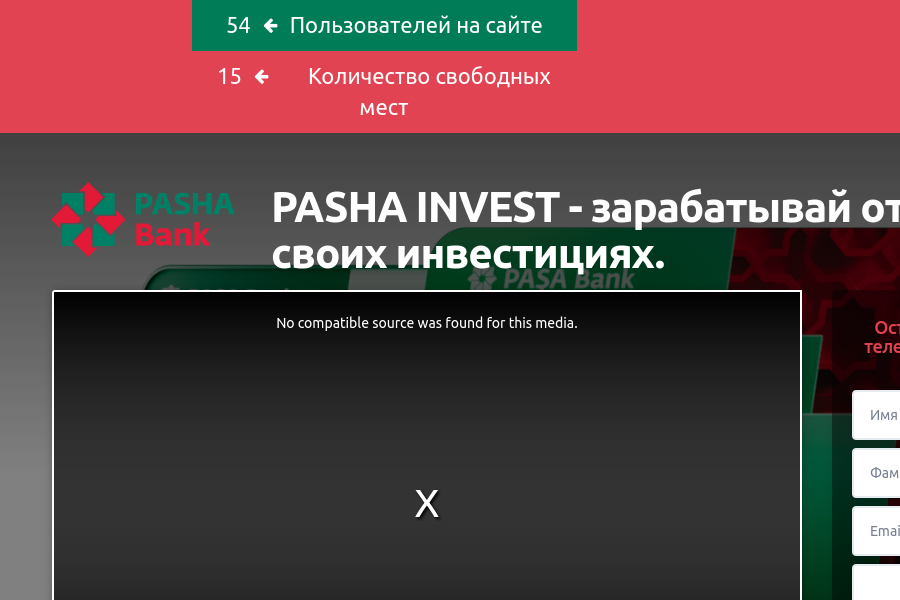 54 Пользователей на сайте
15 Количество свободных
мест
PASHA
Bank
PASHA INVEST - зарабатывай от
своих инвестициях.
PAŞA Bank
No compatible source was found for this media.
X
Ост
теле
Имя
Фам
Emai